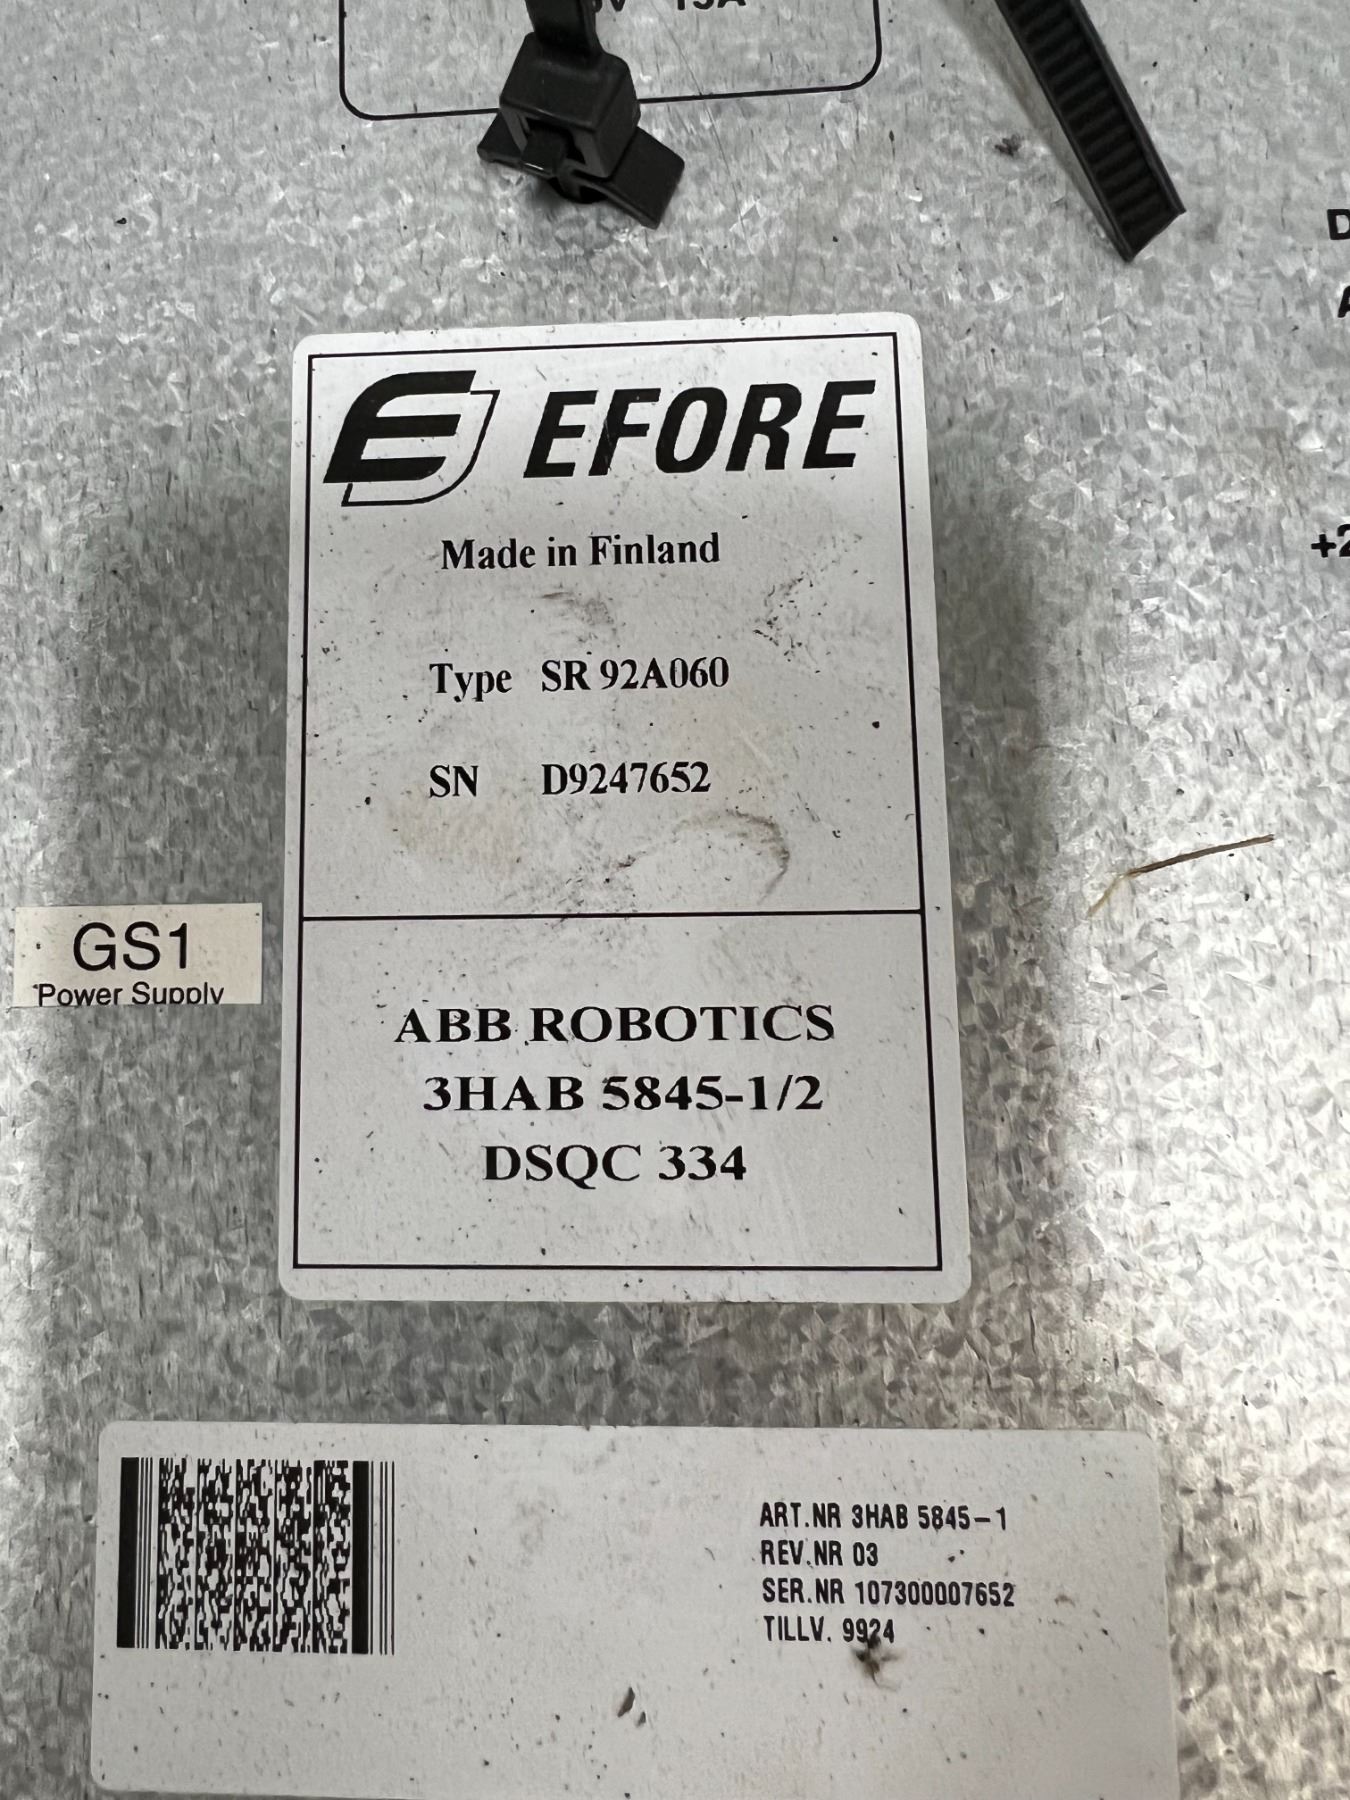 15A
EFORE
Made in Finland
Type SR 92A060
SN D9247652
GS1
Power Supply
ABB ROBOTICS
3HAB 5845-1/2
DSQC 334
ART.NR 3HAB 5845-1
REV.NR 03
SER.NR 107300007652
TILLV. 9924